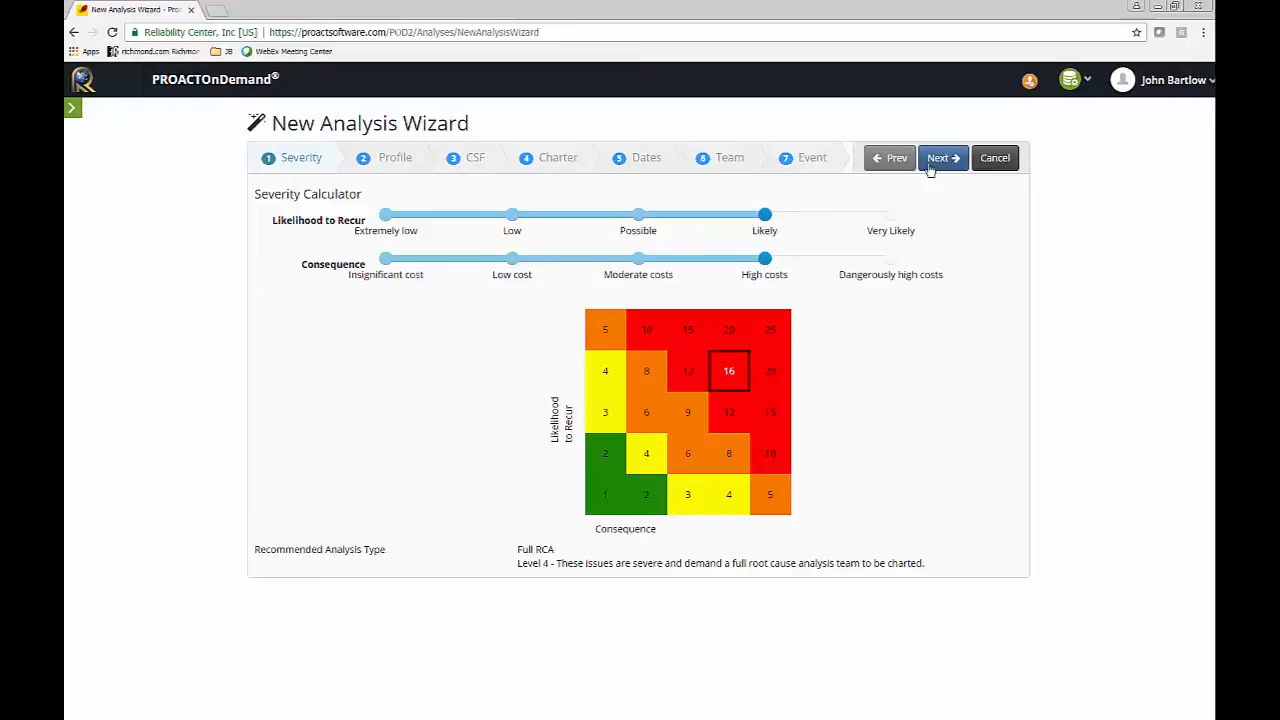 New Analysis Wizard - Pro
Reliability Center, Inc [US] | https://proactsoftware.com/POD2/Analyses/NewAnalysisWizard
Apps richmond.com Richmor JB WebEx Meeting Center
PROACTOnDemand® John Bartlow
New Analysis Wizard
1 Severity 2 Profile 3 CSF 4 Charter 5 Dates 6 Team 7 Event Prev Next Cancel
Severity Calculator
Likelihood to Recur
Extremely low Low Possible Likely Very Likely
Consequence
Insignificant cost Low cost Moderate costs High costs Dangerously high costs
5 10 15 20 25
4 8 12 16 20
3 6 9 12 15
2 4 6 8 10
1 2 3 4 5
Likelihood
to Recur
Consequence
Recommended Analysis Type Full RCA
Level 4 - These issues are severe and demand a full root cause analysis team to be charted.